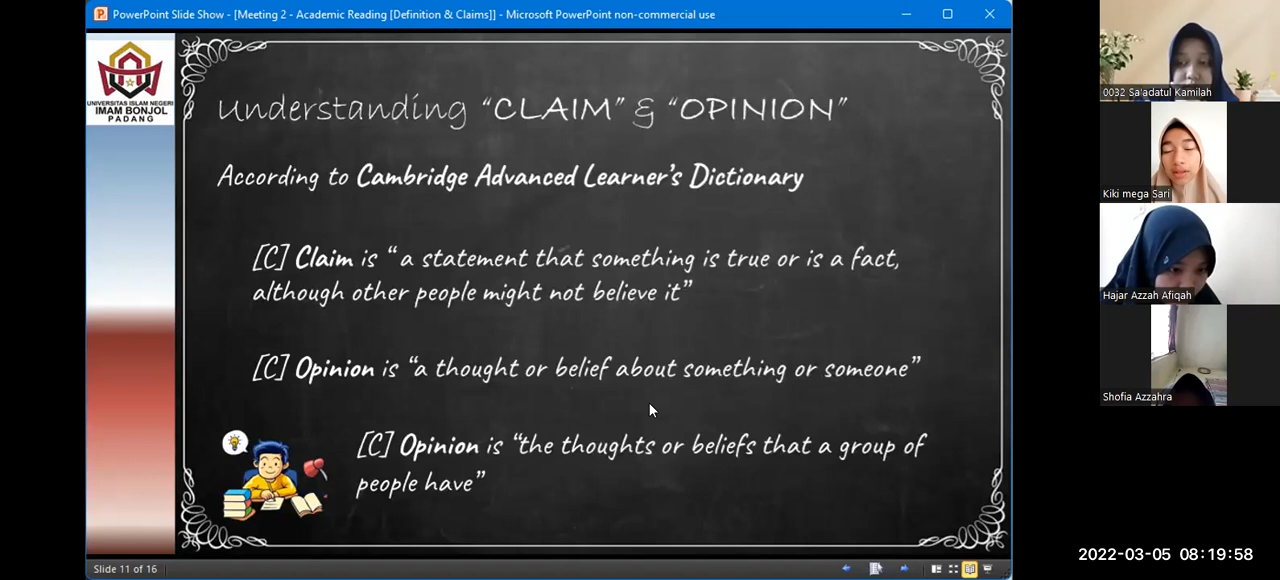 PowerPoint Slide Show - [Meeting 2 - Academic Reading [Definition & Claims]] - Microsoft PowerPoint non-commercial use
UNIVERSITAS ISLAM NEGERI
IMAM BONJOL
PADANG
Understanding "CLAIM" & "OPINION"
According to Cambridge Advanced Learner's Dictionary
[C] Claim is "a statement that something is true or is a fact,
although other people might not believe it"
[C] Opinion is "a thought or belief about something or someone"
[C] Opinion is "the thoughts or beliefs that a group of
people have"
Slide 11 of 16
0032 Sa'adatul Kamilah
Kiki mega Sari
Hajar Azzah Afiqah
Shofia Azzahra
2022-03-05 08:19:58